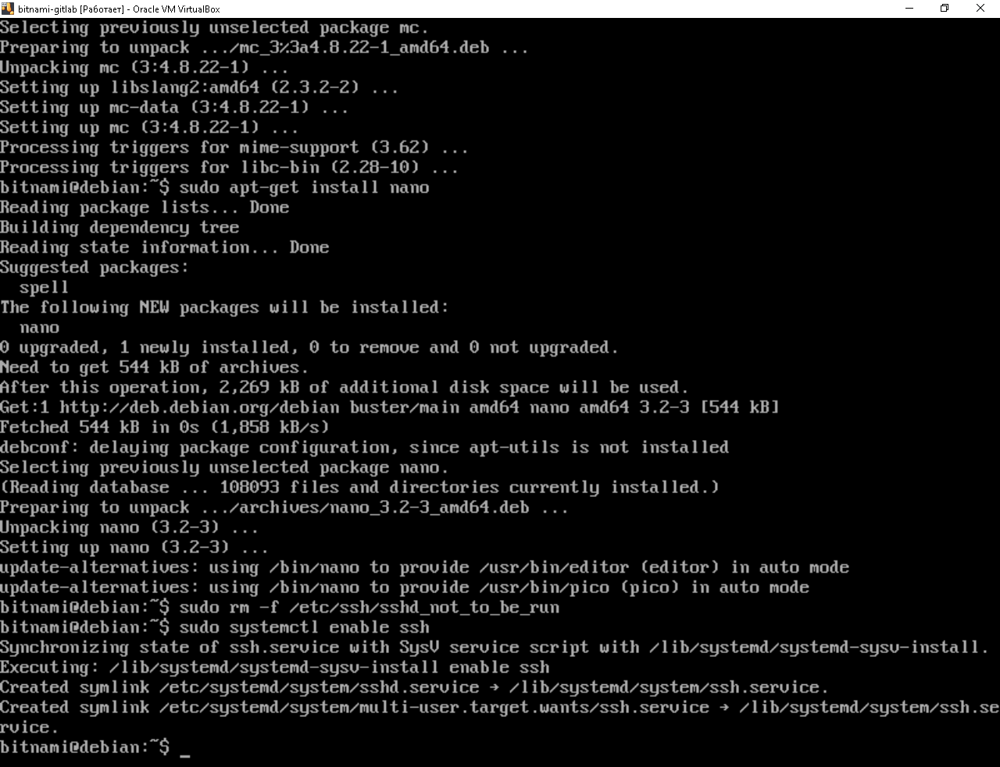 bitnami-gitlab [Работает] - Oracle VM VirtualBox
Selecting previously unselected package mc.
Preparing to unpack .../mc_3%3a4.8.22-1_amd64.deb ...
Unpacking mc (3:4.8.22-1) ...
Setting up libslang2:amd64 (2.3.2-2) ...
Setting up mc-data (3:4.8.22-1) ...
Setting up mc (3:4.8.22-1) ...
Processing triggers for mime-support (3.62) ...
Processing triggers for libc-bin (2.28-10) ...
bitnami@debian:~$ sudo apt-get install nano
Reading package lists... Done
Building dependency tree
Reading state information... Done
Suggested packages:
  spell
The following NEW packages will be installed:
  nano
0 upgraded, 1 newly installed, 0 to remove and 0 not upgraded.
Need to get 544 kB of archives.
After this operation, 2,269 kB of additional disk space will be used.
Get:1 http://deb.debian.org/debian buster/main amd64 nano amd64 3.2-3 [544 kB]
Fetched 544 kB in 0s (1,858 kB/s)
debconf: delaying package configuration, since apt-utils is not installed
Selecting previously unselected package nano.
(Reading database ... 108093 files and directories currently installed.)
Preparing to unpack .../archives/nano_3.2-3_amd64.deb ...
Unpacking nano (3.2-3) ...
Setting up nano (3.2-3) ...
update-alternatives: using /bin/nano to provide /usr/bin/editor (editor) in auto mode
update-alternatives: using /bin/nano to provide /usr/bin/pico (pico) in auto mode
bitnami@debian:~$ sudo rm -f /etc/ssh/sshd_not_to_be_run
bitnami@debian:~$ sudo systemctl enable ssh
Synchronizing state of ssh.service with SysV service script with /lib/systemd/systemd-sysv-install.
Executing: /lib/systemd/systemd-sysv-install enable ssh
Created symlink /etc/systemd/system/sshd.service → /lib/systemd/system/ssh.service.
Created symlink /etc/systemd/system/multi-user.target.wants/ssh.service → /lib/systemd/system/ssh.se
rvice.
bitnami@debian:~$ _